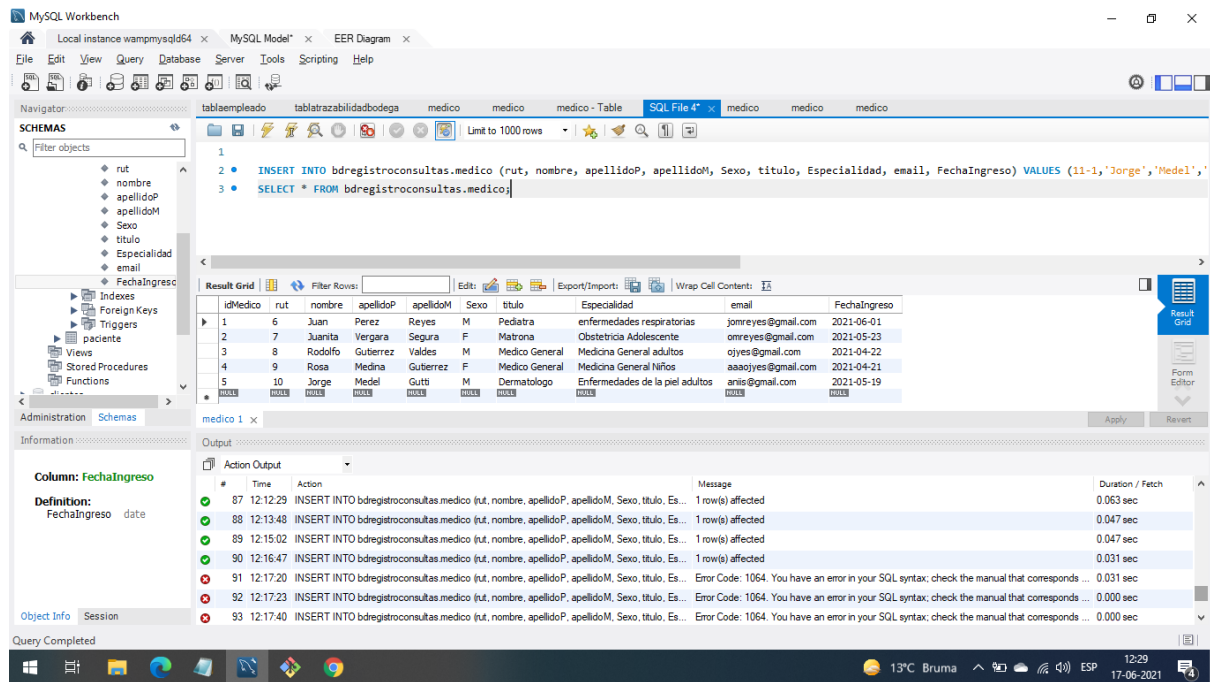 MySQL Workbench
Local instance wampmysqld64 × MySQL Model* × EER Diagram ×
File Edit View Query Database Server Tools Scripting Help
Navigator
tablaempleado tablatrazabilidadbodega medico medico medico - Table SQL File 4* × medico medico medico
SCHEMAS
Limit to 1000 rows
Filter objects
1
rut
2 INSERT INTO bdregistroconsultas.medico (rut, nombre, apellidoP, apellidoM, Sexo, titulo, Especialidad, email, FechaIngreso) VALUES (11-1,'Jorge','Medel','
nombre
3 SELECT * FROM bdregistroconsultas.medico;
apellidoP
apellidoM
Sexo
titulo
Especialidad
email
FechaIngreso
Indexes
Foreign Keys
Triggers
paciente
Views
Stored Procedures
Functions
Result Grid Filter Rows: Edit: Export/Import: Wrap Cell Content:
idMedico rut nombre apellidoP apellidoM Sexo titulo Especialidad email FechaIngreso
1 6 Juan Perez Reyes M Pediatra enfermedades respiratorias jomreyes@gmail.com 2021-06-01
2 7 Juanita Vergara Segura F Matrona Obstetricia Adolescente omreyes@gmail.com 2021-05-23
3 8 Rodolfo Gutierrez Valdes M Medico General Medicina General adultos ojyes@gmail.com 2021-04-22
4 9 Rosa Medina Gutierrez F Medico General Medicina General Niños aaaojyes@gmail.com 2021-04-21
5 10 Jorge Medel Gutti M Dermatologo Enfermedades de la piel adultos aniis@gmail.com 2021-05-19
NULL NULL NULL NULL NULL NULL NULL NULL NULL NULL
Result Grid
Form Editor
Administration Schemas
medico 1 ×
Apply Revert
Information
Output
Column: FechaIngreso
Definition:
FechaIngreso date
Action Output
# Time Action Message Duration / Fetch
87 12:12:29 INSERT INTO bdregistroconsultas.medico (rut, nombre, apellidoP, apellidoM, Sexo, titulo, Es... 1 row(s) affected 0.063 sec
88 12:13:48 INSERT INTO bdregistroconsultas.medico (rut, nombre, apellidoP, apellidoM, Sexo, titulo, Es... 1 row(s) affected 0.047 sec
89 12:15:02 INSERT INTO bdregistroconsultas.medico (rut, nombre, apellidoP, apellidoM, Sexo, titulo, Es... 1 row(s) affected 0.047 sec
90 12:16:47 INSERT INTO bdregistroconsultas.medico (rut, nombre, apellidoP, apellidoM, Sexo, titulo, Es... 1 row(s) affected 0.031 sec
91 12:17:20 INSERT INTO bdregistroconsultas.medico (rut, nombre, apellidoP, apellidoM, Sexo, titulo, Es... Error Code: 1064. You have an error in your SQL syntax; check the manual that corresponds ... 0.031 sec
92 12:17:23 INSERT INTO bdregistroconsultas.medico (rut, nombre, apellidoP, apellidoM, Sexo, titulo, Es... Error Code: 1064. You have an error in your SQL syntax; check the manual that corresponds ... 0.000 sec
93 12:17:40 INSERT INTO bdregistroconsultas.medico (rut, nombre, apellidoP, apellidoM, Sexo, titulo, Es... Error Code: 1064. You have an error in your SQL syntax; check the manual that corresponds ... 0.000 sec
Object Info Session
Query Completed
13°C Bruma ESP 12:29
17-06-2021
4